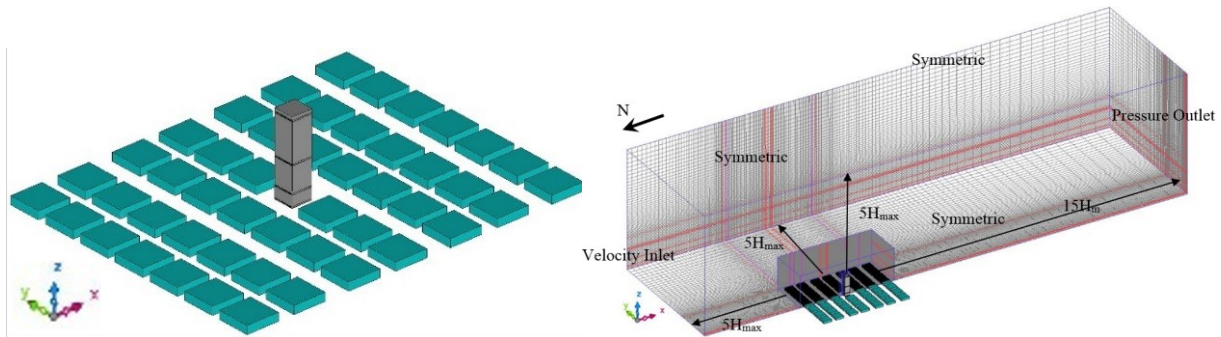 z
y
x
Symmetric
N
Pressure Outlet
Symmetric
5Hmax
15Hm
Symmetric
5Hmax
Velocity Inlet
5Hmax
z
x